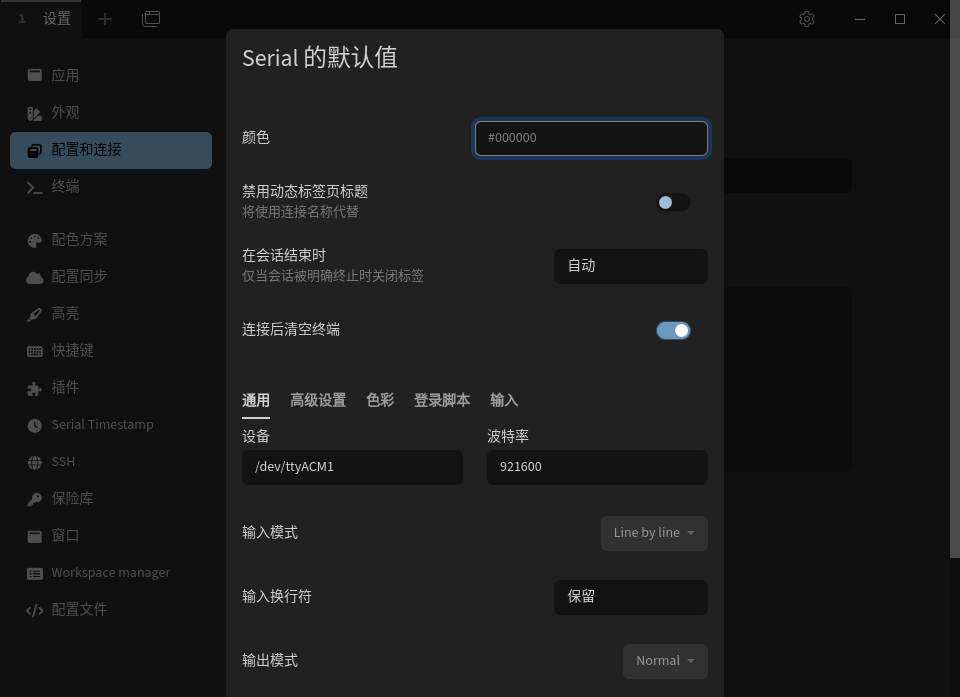 1 设置
应用
外观
配置和连接
终端
配色方案
配置同步
高亮
快捷键
插件
Serial Timestamp
SSH
保险库
窗口
Workspace manager
配置文件
Serial 的默认值
颜色
#000000
禁用动态标签页标题
将使用连接名称代替
在会话结束时
仅当会话被明确终止时关闭标签
自动
连接后清空终端
通用 高级设置 色彩 登录脚本 输入
设备 波特率
/dev/ttyACM1 921600
输入模式 Line by line
输入换行符 保留
输出模式 Normal